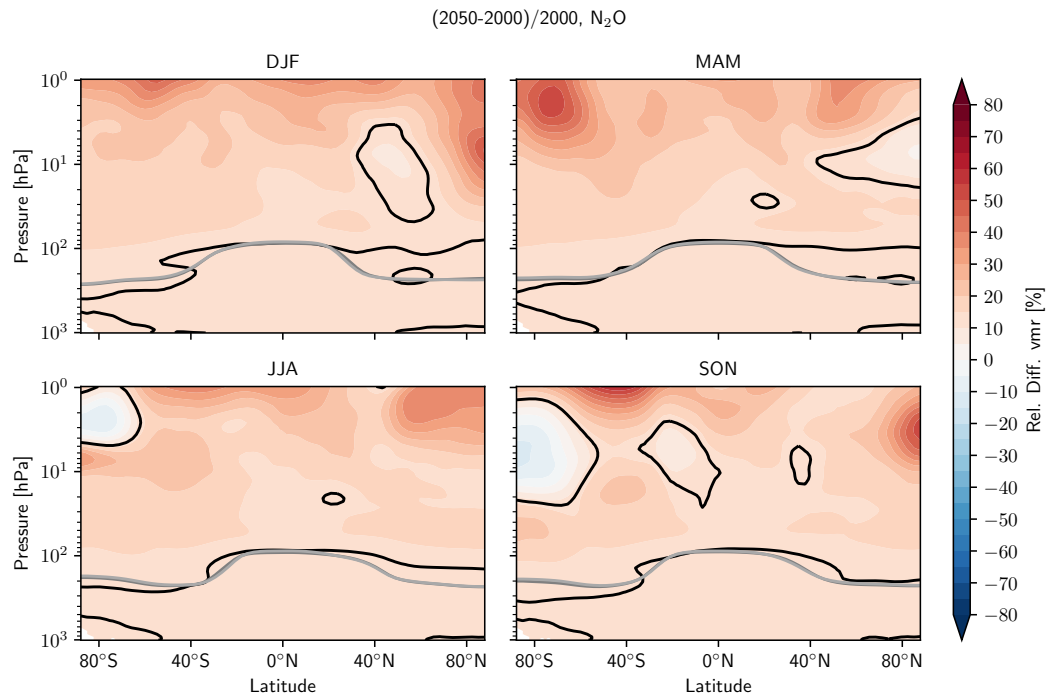 (2050-2000)/2000, N₂O
DJF
MAM
10⁰
10¹
10²
10³
Pressure [hPa]
JJA
SON
10⁰
10¹
10²
10³
Pressure [hPa]
80°S
40°S
0°N
40°N
80°N
80°S
40°S
0°N
40°N
80°N
Latitude
Latitude
80
70
60
50
40
30
20
10
0
−10
−20
−30
−40
−50
−60
−70
−80
Rel. Diff. vmr [%]